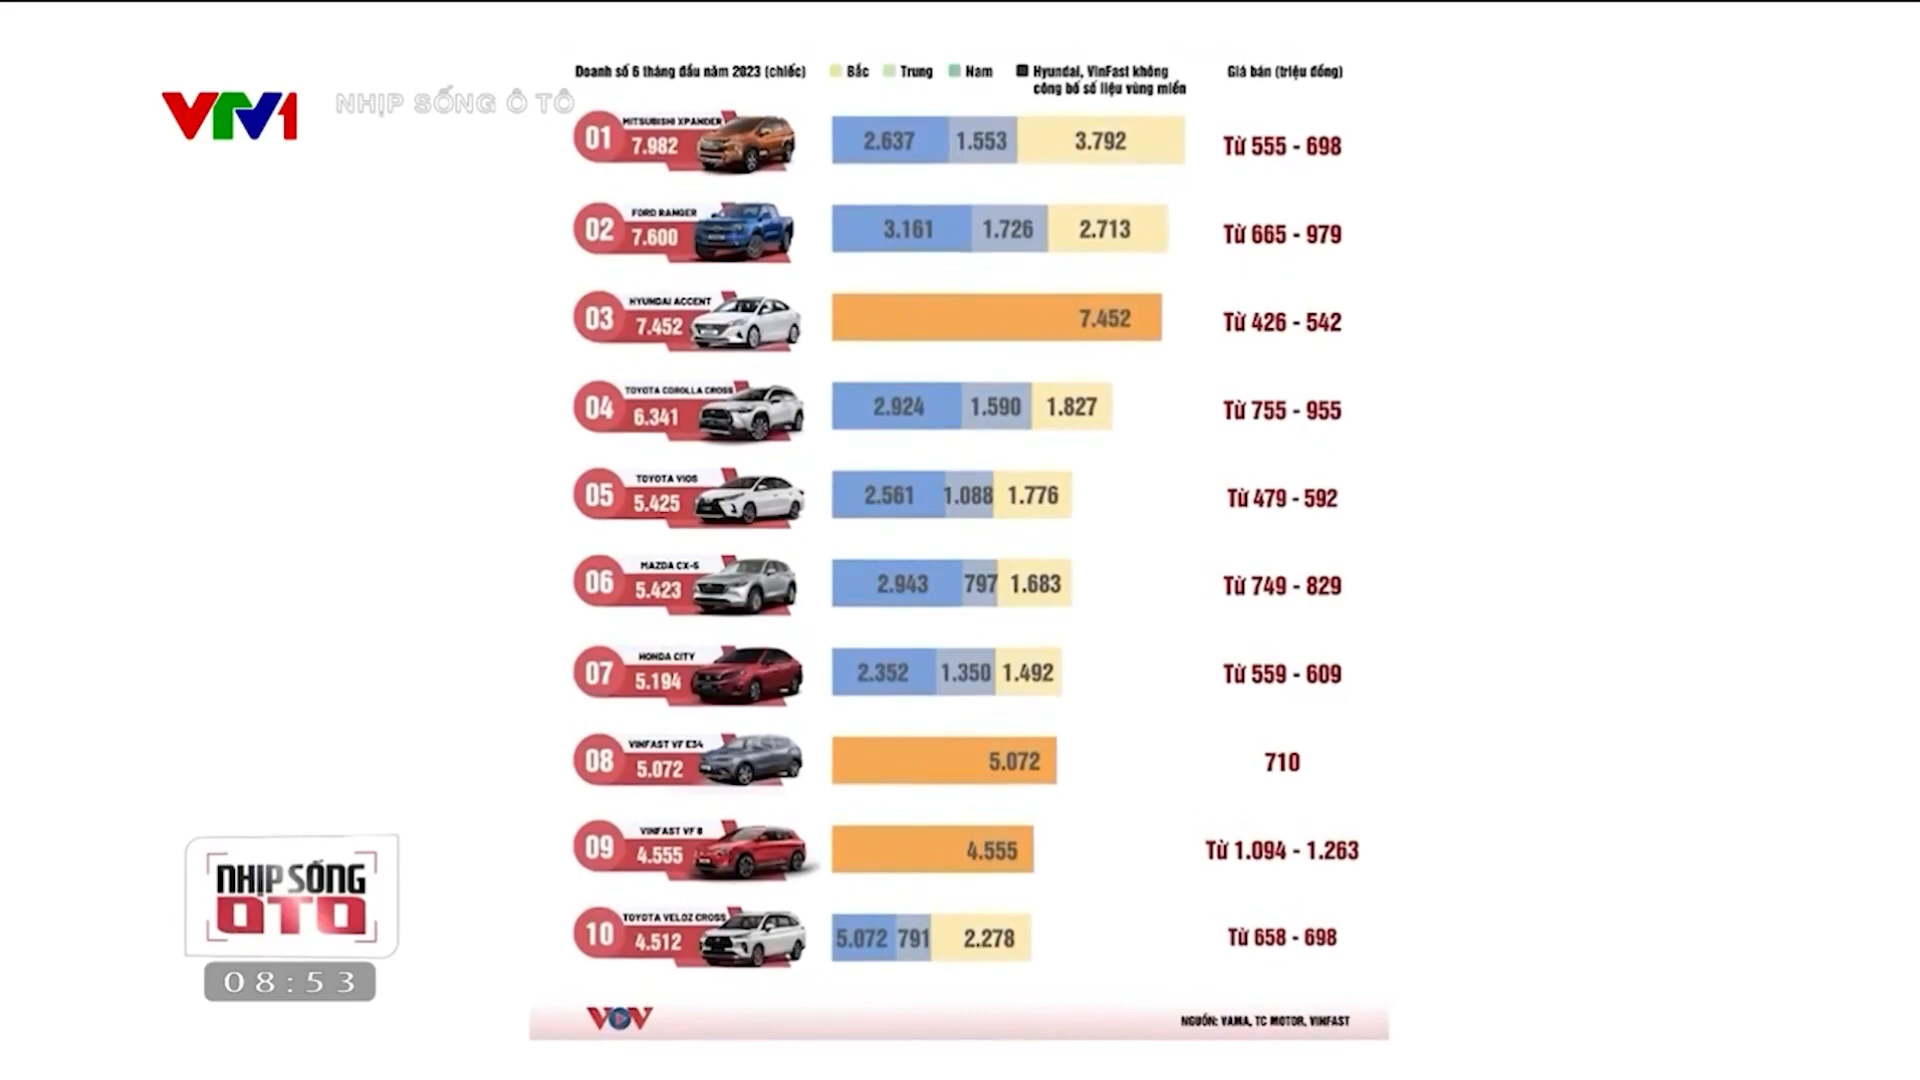 Doanh số 6 tháng đầu năm 2023 (chiếc)
Bắc
Trung
Nam
Hyundai, VinFast không
công bố số liệu vùng miền
Giá bán (triệu đồng)
VTV1
NHỊP SỐNG Ô TÔ
01
MITSUBISHI XPANDER
7.982
2.637
1.553
3.792
Từ 555 - 698
02
FORD RANGER
7.600
3.161
1.726
2.713
Từ 665 - 979
03
HYUNDAI ACCENT
7.452
7.452
Từ 426 - 542
04
TOYOTA COROLLA CROSS
6.341
2.924
1.590
1.827
Từ 755 - 955
05
TOYOTA VIOS
5.425
2.561
1.088
1.776
Từ 479 - 592
06
MAZDA CX-5
5.423
2.943
797
1.683
Từ 749 - 829
07
HONDA CITY
5.194
2.352
1.350
1.492
Từ 559 - 609
08
VINFAST VF E34
5.072
5.072
710
09
VINFAST VF 8
4.555
4.555
Từ 1.094 - 1.263
10
TOYOTA VELOZ CROSS
4.512
5.072
791
2.278
Từ 658 - 698
NHỊP SỐNG
OTO
08:53
VOV
NGUỒN: VAMA, TC MOTOR, VINFAST